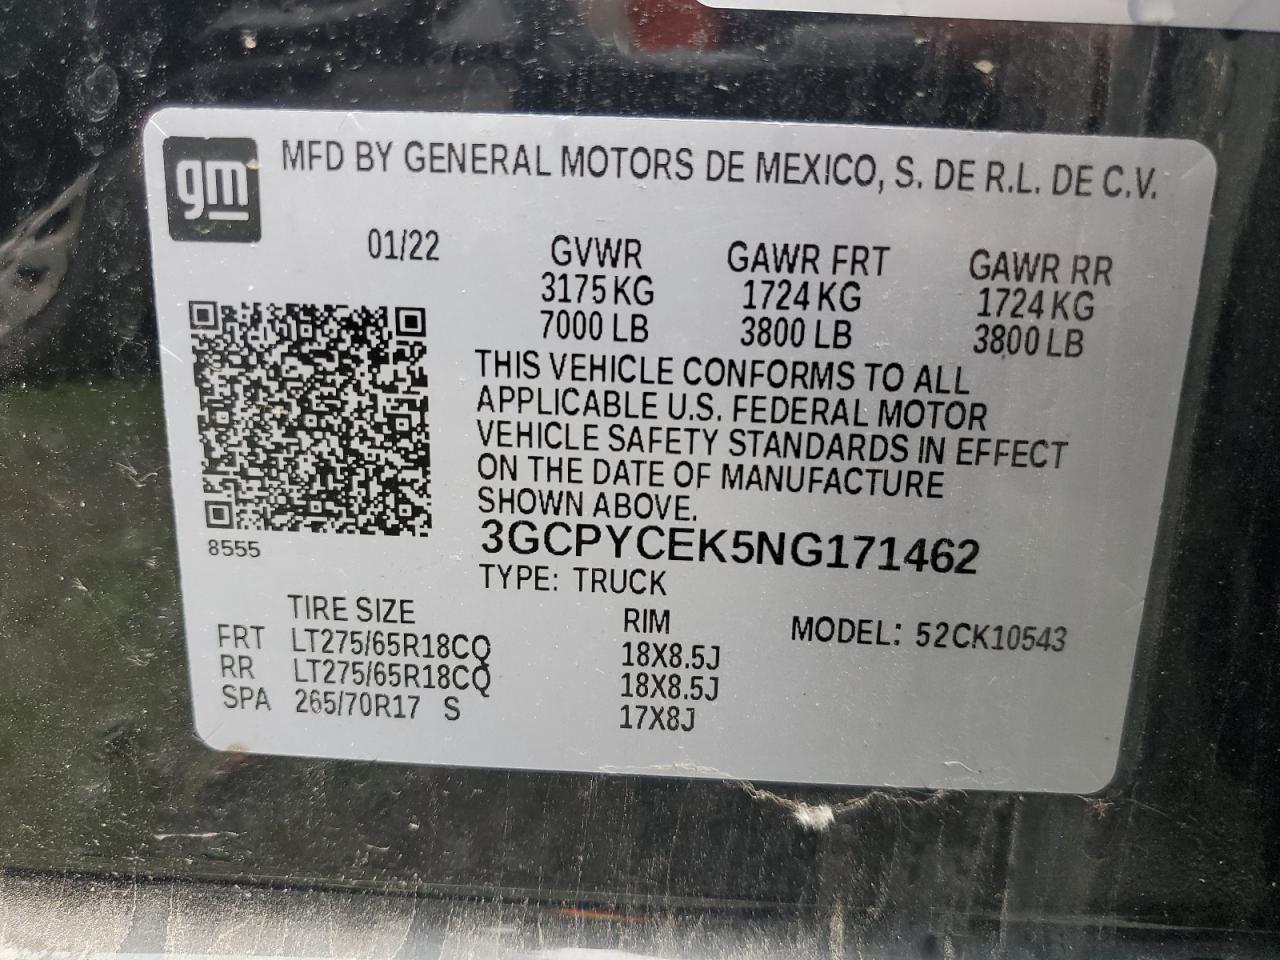 gm MFD BY GENERAL MOTORS DE MEXICO, S. DE R.L. DE C.V.
01/22 GVWR GAWR FRT GAWR RR
3175 KG 1724 KG 1724 KG
7000 LB 3800 LB 3800 LB
THIS VEHICLE CONFORMS TO ALL
APPLICABLE U.S. FEDERAL MOTOR
VEHICLE SAFETY STANDARDS IN EFFECT
ON THE DATE OF MANUFACTURE
SHOWN ABOVE.
3GCPYCEK5NG171462
8555
TYPE: TRUCK
TIRE SIZE RIM MODEL: 52CK10543
FRT LT275/65R18CQ 18X8.5J
RR LT275/65R18CQ 18X8.5J
SPA 265/70R17 S 17X8J